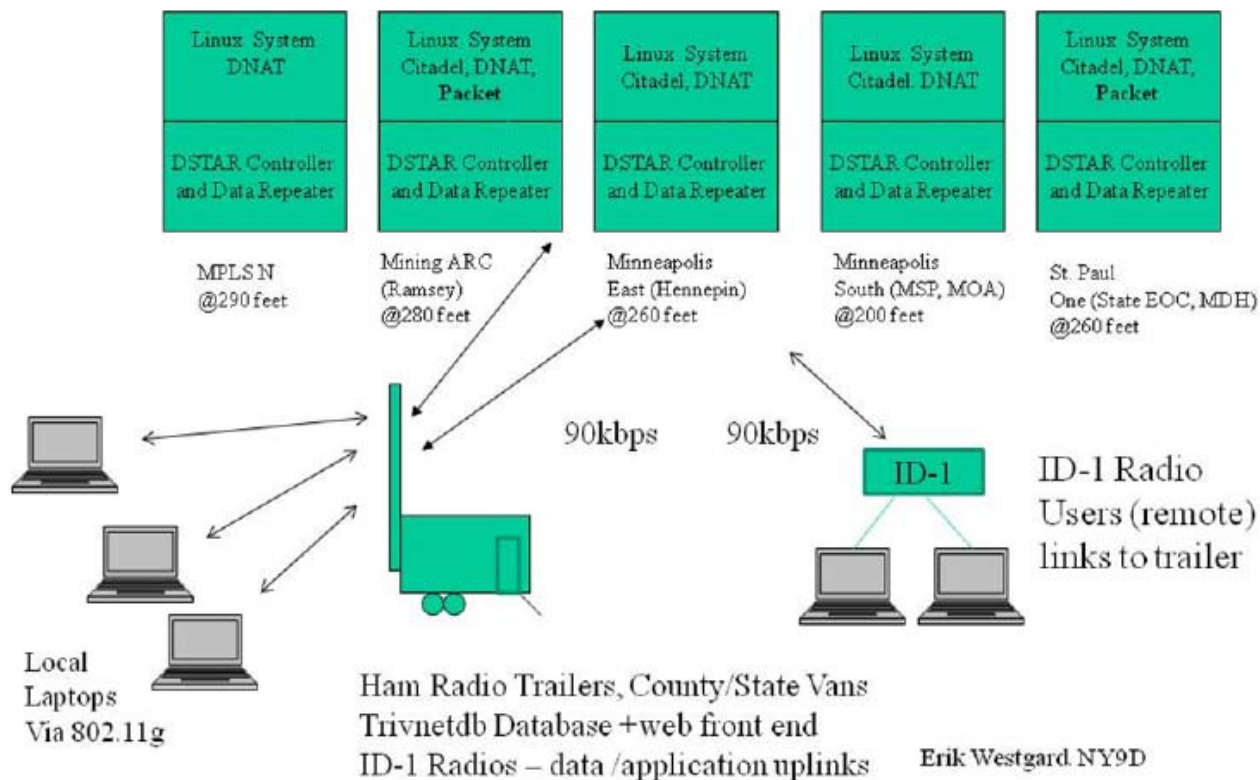 Linux System
DNAT
Linux System
Citadel, DNAT,
Packet
Linux System
Citadel, DNAT
Linux System
Citadel. DNAT
Linux System
Citadel, DNAT,
Packet
DSTAR Controller
and Data Repeater
DSTAR Controller
and Data Repeater
DSTAR Controller
and Data Repeater
DSTAR Controller
and Data Repeater
DSTAR Controller
and Data Repeater
MPLS N
@290 feet
Mining ARC
(Ramsey)
@280 feet
Minneapolis
East (Hennepin)
@260 feet
Minneapolis
South (MSP, MOA)
@200 feet
St. Paul
One (State EOC, MDH)
@260 feet
90kbps
90kbps
ID-1
ID-1 Radio
Users (remote)
links to trailer
Local
Laptops
Via 802.11g
Ham Radio Trailers, County/State Vans
Trivnetdb Database +web front end
ID-1 Radios – data /application uplinks
Erik Westgard NY9D